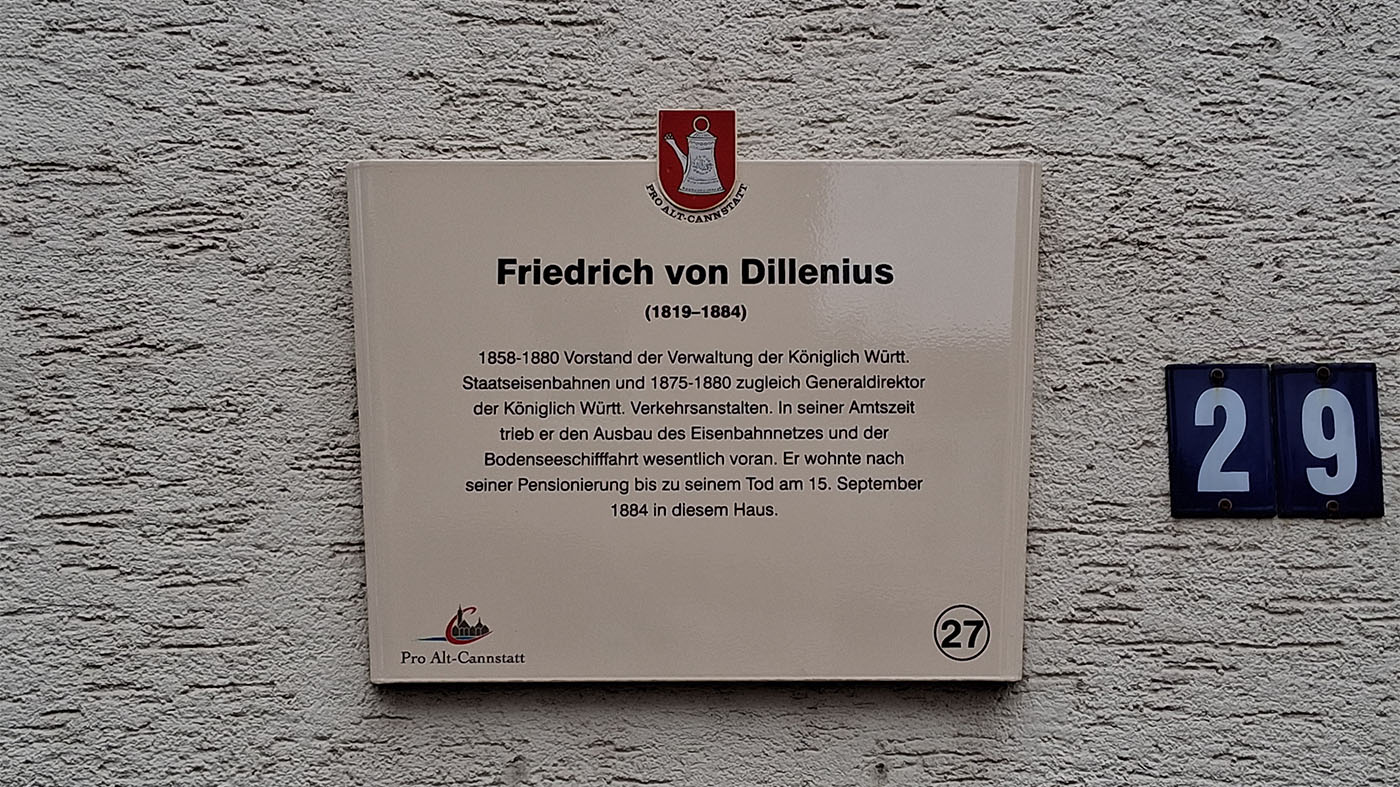 PRO ALT-CANNSTATT
Friedrich von Dillenius
(1819–1884)
1858-1880 Vorstand der Verwaltung der Königlich Württ.
Staatseisenbahnen und 1875-1880 zugleich Generaldirektor
der Königlich Württ. Verkehrsanstalten. In seiner Amtszeit
trieb er den Ausbau des Eisenbahnnetzes und der
Bodenseeschifffahrt wesentlich voran. Er wohnte nach
seiner Pensionierung bis zu seinem Tod am 15. September
1884 in diesem Haus.
Pro Alt-Cannstatt
27
29